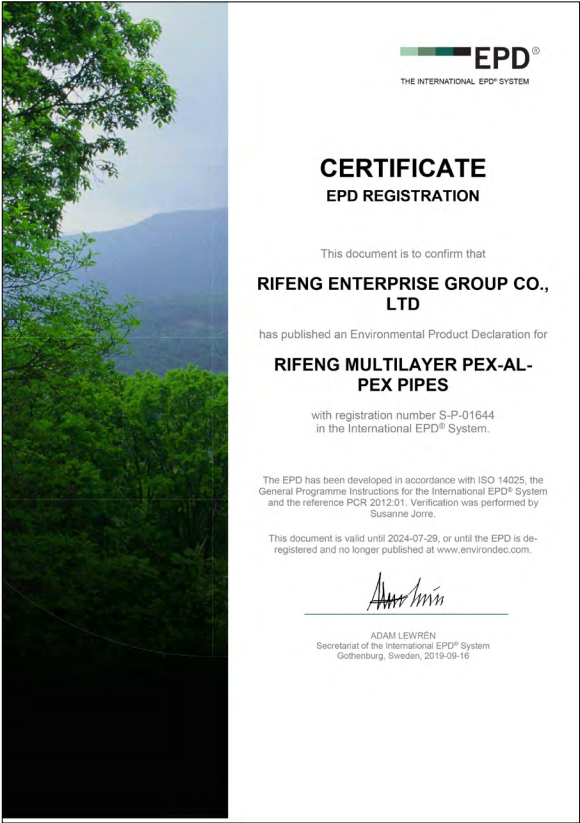 EPD®
THE INTERNATIONAL EPD® SYSTEM
CERTIFICATE
EPD REGISTRATION
This document is to confirm that
RIFENG ENTERPRISE GROUP CO.,
LTD
has published an Environmental Product Declaration for
RIFENG MULTILAYER PEX-AL-
PEX PIPES
with registration number S-P-01644
in the International EPD® System.
The EPD has been developed in accordance with ISO 14025, the
General Programme Instructions for the International EPD® System
and the reference PCR 2012:01. Verification was performed by
Susanne Jorre.
This document is valid until 2024-07-29, or until the EPD is de-
registered and no longer published at www.environdec.com.
ADAM LEWRÉN
Secretariat of the International EPD® System
Gothenburg, Sweden, 2019-09-16